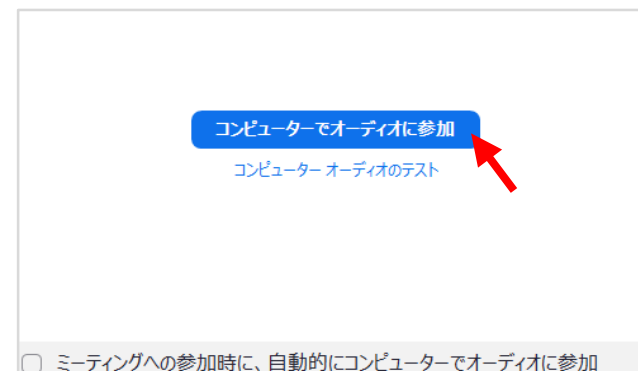 コンピューターでオーディオに参加
コンピューター オーディオのテスト
ミーティングへの参加時に、自動的にコンピューターでオーディオに参加